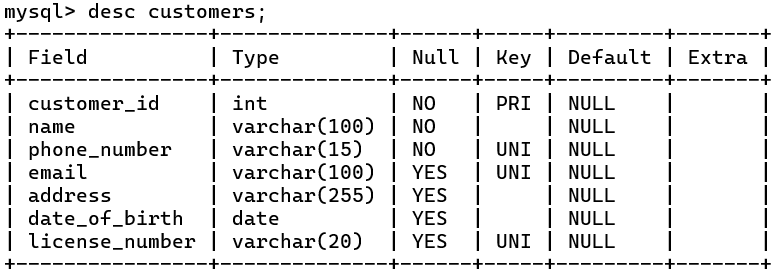 mysql> desc customers;
+----------------+--------------+------+-----+---------+-------+
| Field          | Type         | Null | Key | Default | Extra |
+----------------+--------------+------+-----+---------+-------+
| customer_id    | int          | NO   | PRI | NULL    |       |
| name           | varchar(100) | NO   |     | NULL    |       |
| phone_number   | varchar(15)  | NO   | UNI | NULL    |       |
| email          | varchar(100) | YES  | UNI | NULL    |       |
| address        | varchar(255) | YES  |     | NULL    |       |
| date_of_birth  | date         | YES  |     | NULL    |       |
| license_number | varchar(20)  | YES  | UNI | NULL    |       |
+----------------+--------------+------+-----+---------+-------+